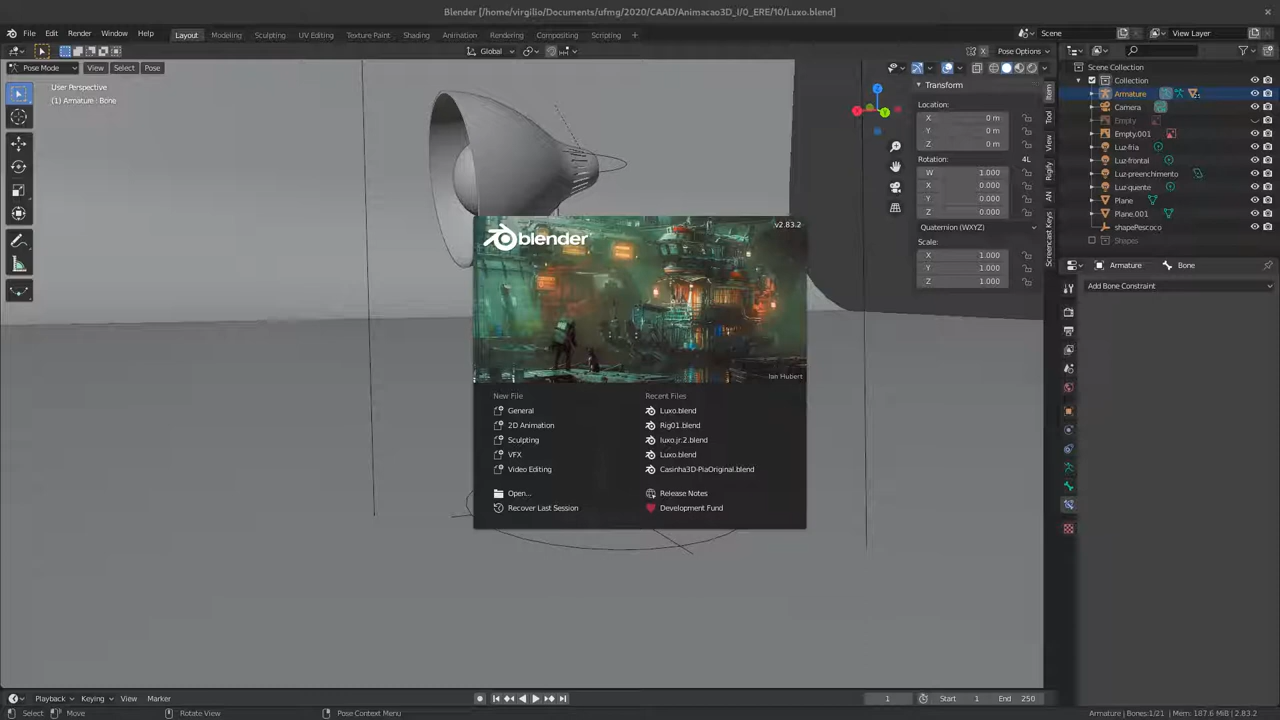 Blender [/home/virgilio/Documents/ufmg/2020/CAAD/Animacao3D_I/0_ERE/10/Luxo.blend]
File Edit Render Window Help
Layout Modeling Sculpting UV Editing Texture Paint Shading Animation Rendering Compositing Scripting
Scene
View Layer
Global
Pose Options
Pose Mode View Select Pose
User Perspective
(1) Armature : Bone
Transform
Location:
X 0 m
Y 0 m
Z 0 m
Rotation: 4L
W 1.000
X 0.000
Y 0.000
Z 0.000
Quaternion (WXYZ)
Scale:
X 1.000
Y 1.000
Z 1.000
Item
Tool
View
Rigify
AN
Screencast Keys
Scene Collection
Collection
Armature
Camera
Empty
Empty.001
Luz-fria
Luz-frontal
Luz-preenchimento
Luz-quente
Plane
Plane.001
shapePescoco
Shapes
Armature Bone
Add Bone Constraint
blender
v2.83.2
Ian Hubert
New File
General
2D Animation
Sculpting
VFX
Video Editing
Open...
Recover Last Session
Recent Files
Luxo.blend
Rig01.blend
luxo.jr.2.blend
Luxo.blend
Casinha3D-PiaOriginal.blend
Release Notes
Development Fund
Playback Keying View Marker
1 Start 1 End 250
Select Move Rotate View Pose Context Menu
Armature | Bones:1/21 | Mem: 187.6 MiB | 2.83.2